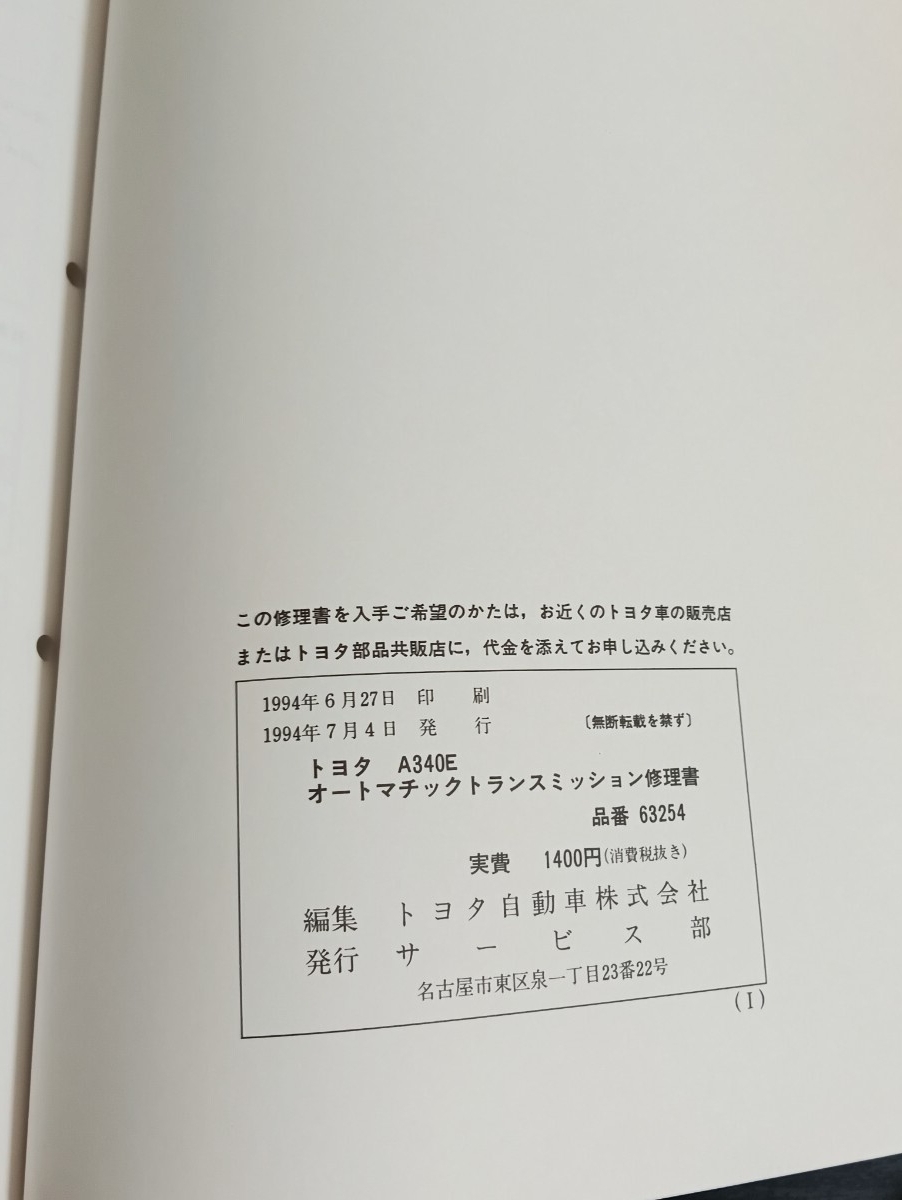 この修理書を入手ご希望のかたは，お近くのトヨタ車の販売店
またはトヨタ部品共販店に，代金を添えてお申し込みください。
1994年6月27日 印 刷
1994年7月4日 発 行 〔無断転載を禁ず〕
トヨタ A340E
オートマチックトランスミッション修理書
品番 63254
実費 1400円(消費税抜き)
編集 トヨタ自動車株式会社
発行 サービス部
名古屋市東区泉一丁目23番22号
(I)